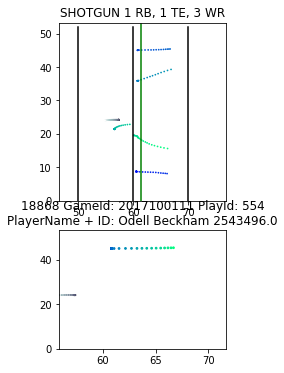 SHOTGUN 1 RB, 1 TE, 3 WR
50
40
30
20
10
0
50 60 70
18868 GameId: 2017100111 PlayId: 554
PlayerName + ID: Odell Beckham 2543496.0
40
20
0
60 65 70